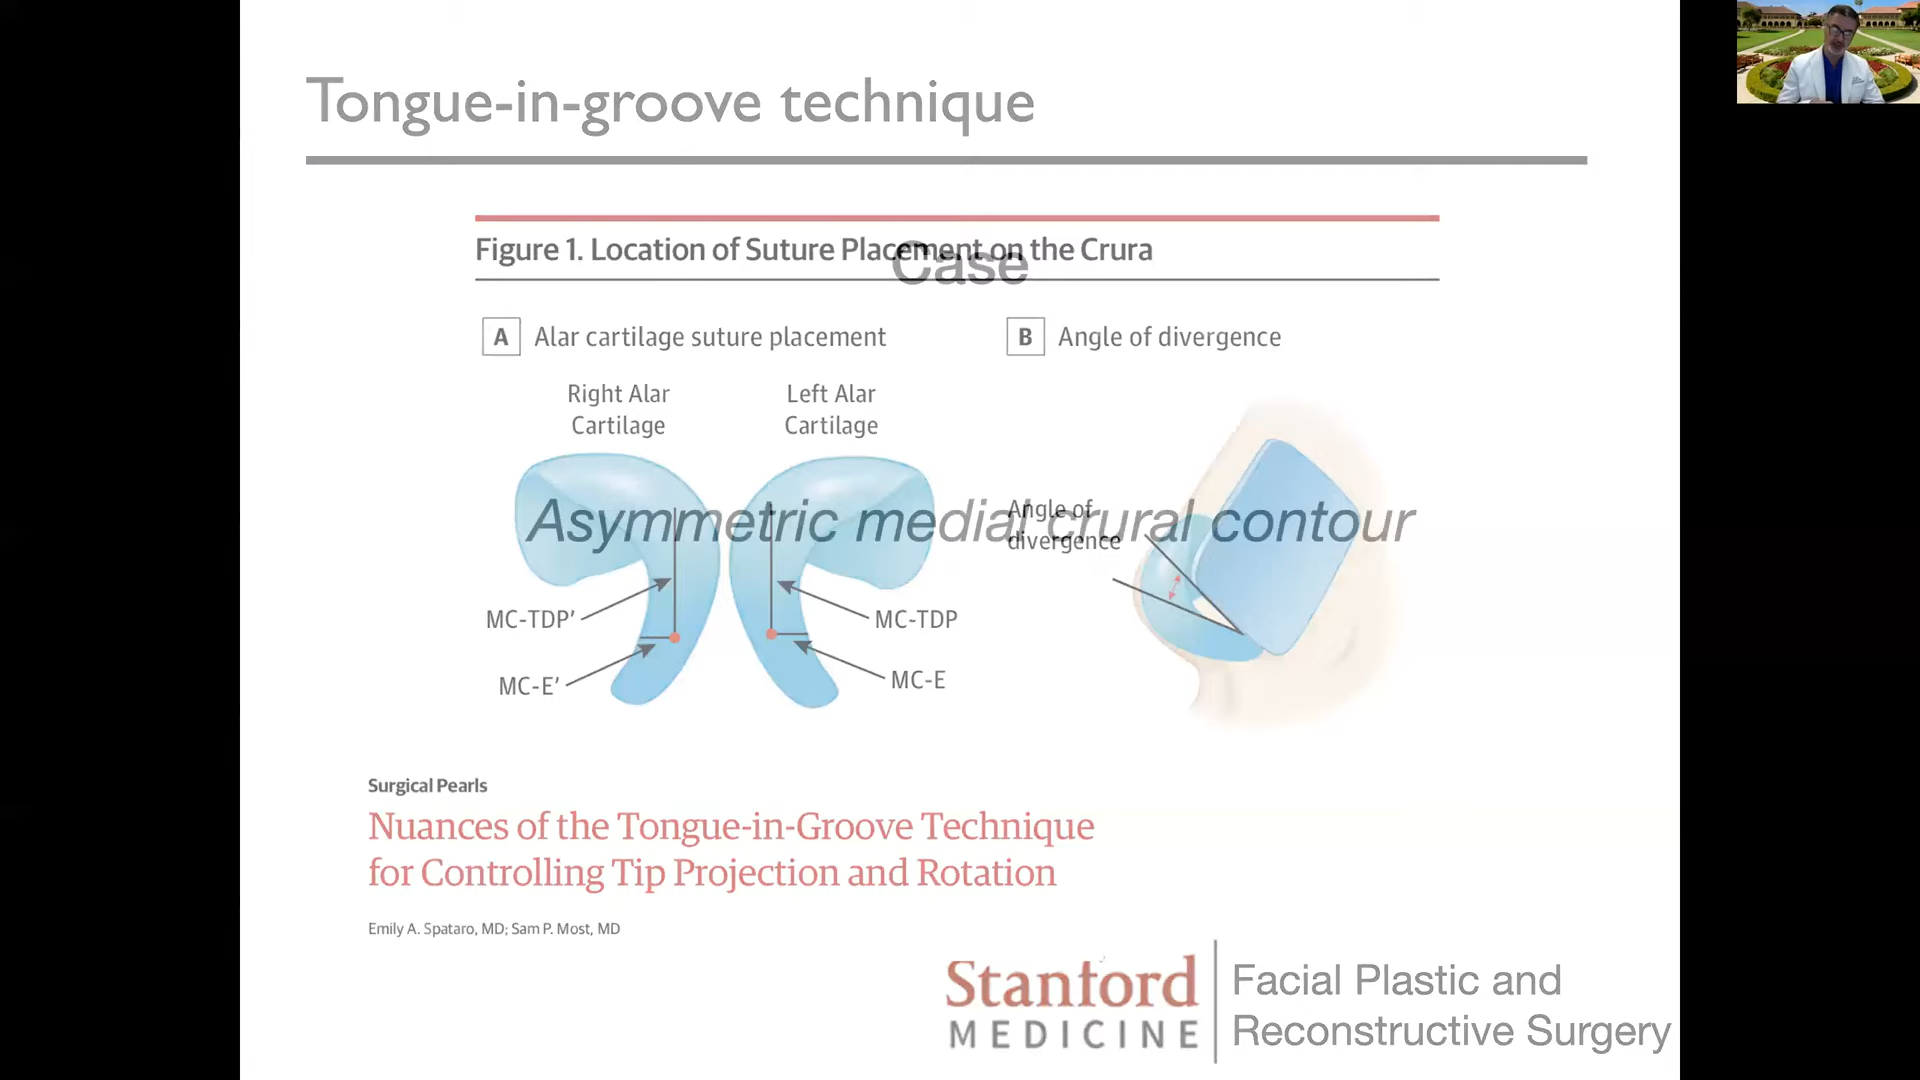 Tongue-in-groove technique
Figure 1. Location of Suture Placement on the Crura
Case
A Alar cartilage suture placement
B Angle of divergence
Right Alar
Cartilage
Left Alar
Cartilage
Asymmetric medial crural contour
Angle of
divergence
MC-TDP′
MC-TDP
MC-E′
MC-E
Surgical Pearls
Nuances of the Tongue-in-Groove Technique
for Controlling Tip Projection and Rotation
Emily A. Spataro, MD; Sam P. Most, MD
Stanford
MEDICINE
Facial Plastic and
Reconstructive Surgery